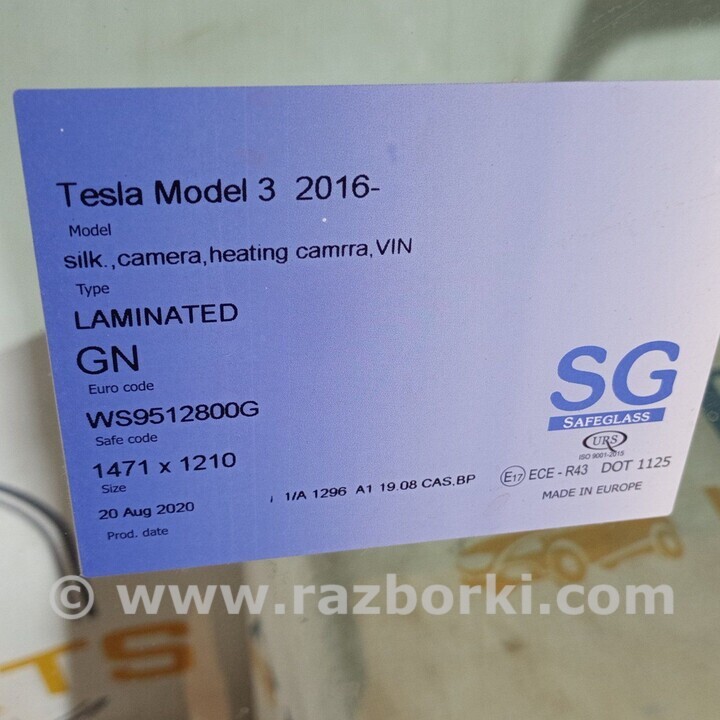 Tesla Model 3 2016-
Model
silk.,camera,heating camrra,VIN
Type
LAMINATED
GN
Euro code
WS9512800G
Safe code
1471 x 1210
Size
20 Aug 2020
Prod. date
1/A 1296 A1 19.08 CAS,BP
SG
SAFEGLASS
URS
ISO 9001-2015
E17 ECE - R43 DOT 1125
MADE IN EUROPE
© www.razborki.com
TS